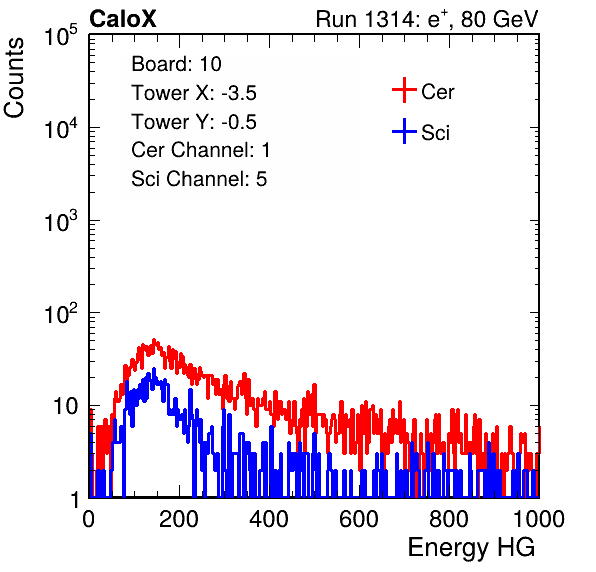 CaloX Run 1314: e⁺, 80 GeV
Counts
Board: 10
Tower X: -3.5
Tower Y: -0.5
Cer Channel: 1
Sci Channel: 5
Cer
Sci
10⁵
10⁴
10³
10²
10
1
0 200 400 600 800 1000
Energy HG